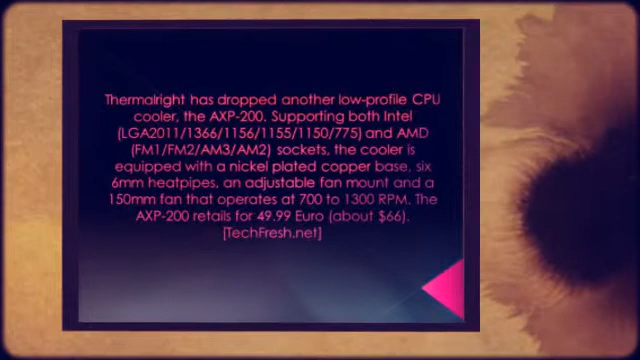 Thermalright has dropped another low-profile CPU
cooler, the AXP-200. Supporting both Intel
(LGA2011/1366/1156/1155/1150/775) and AMD
(FM1/FM2/AM3/AM2) sockets, the cooler is
equipped with a nickel plated copper base, six
6mm heatpipes, an adjustable fan mount and a
150mm fan that operates at 700 to 1300 RPM. The
AXP-200 retails for 49.99 Euro (about $66).
[TechFresh.net]